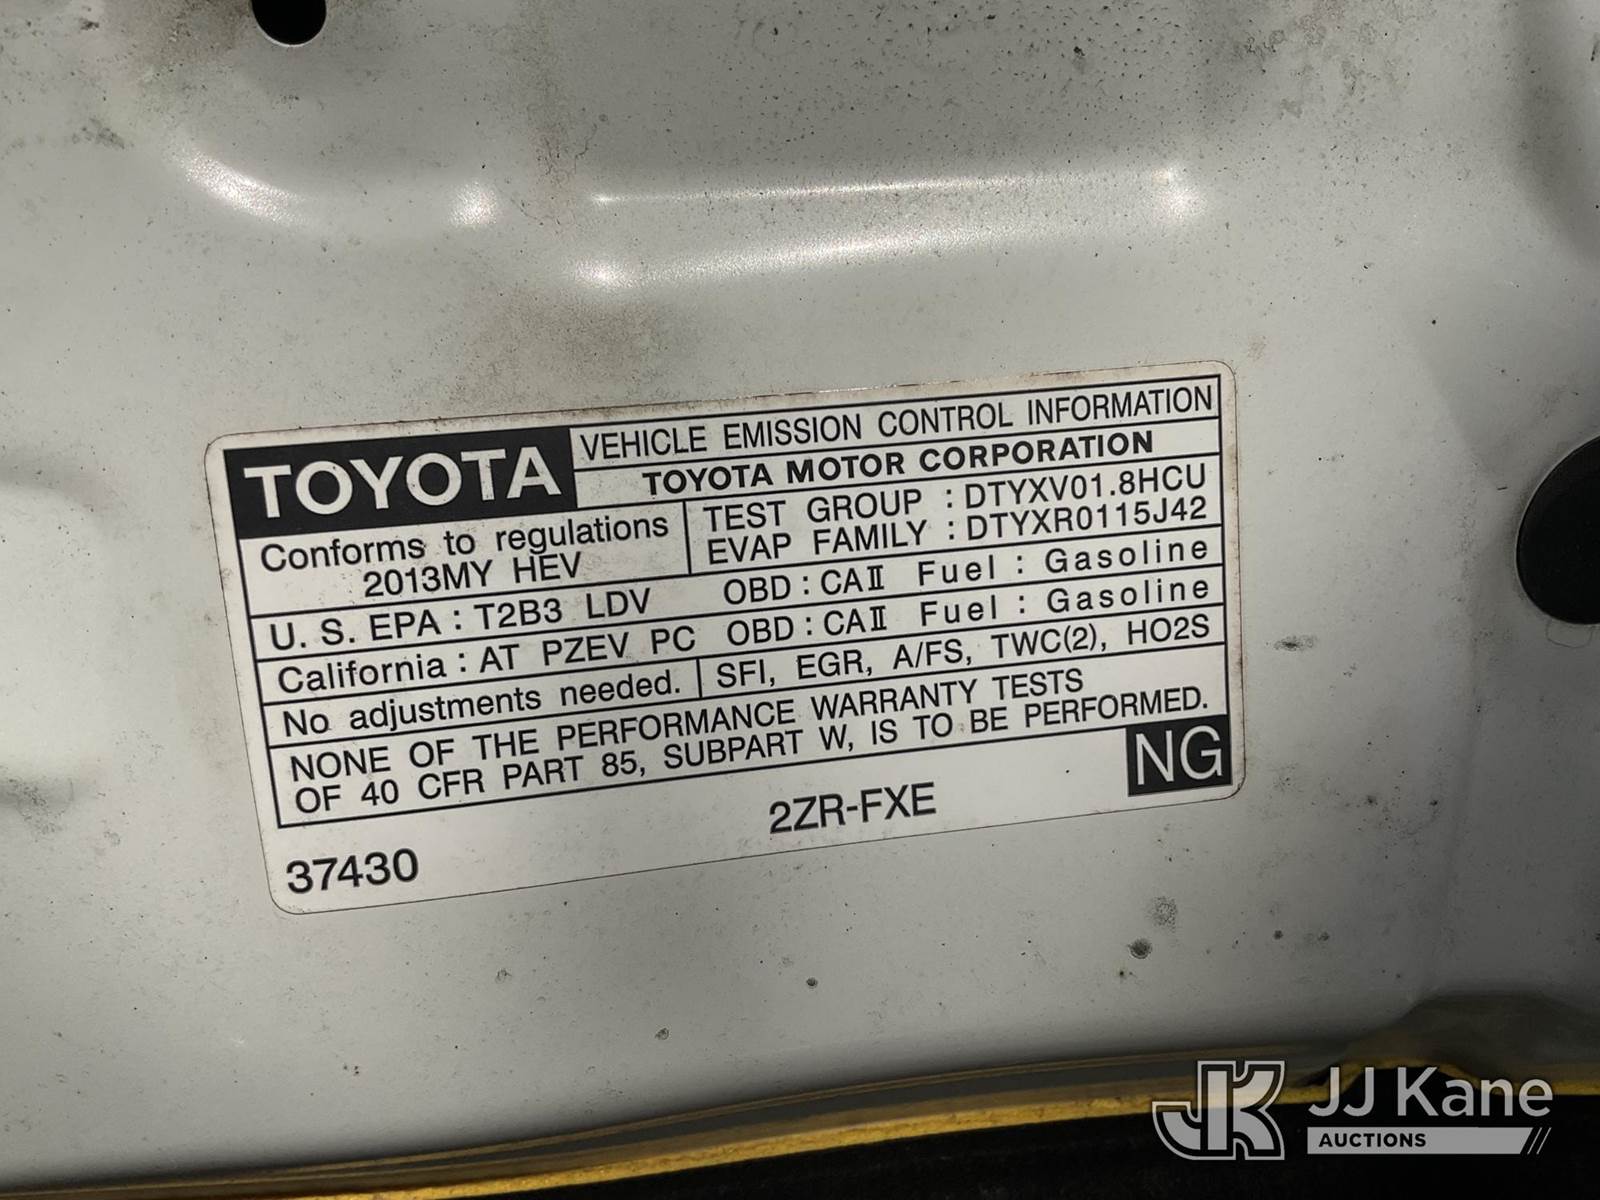 TOYOTA VEHICLE EMISSION CONTROL INFORMATION
TOYOTA MOTOR CORPORATION
Conforms to regulations
2013MY HEV
TEST GROUP : DTYXV01.8HCU
EVAP FAMILY : DTYXR0115J42
U. S. EPA : T2B3 LDV OBD : CAⅡ Fuel : Gasoline
California : AT PZEV PC OBD : CAⅡ Fuel : Gasoline
No adjustments needed. SFI, EGR, A/FS, TWC(2), HO2S
NONE OF THE PERFORMANCE WARRANTY TESTS
OF 40 CFR PART 85, SUBPART W, IS TO BE PERFORMED.
NG
37430 2ZR-FXE
JK JJ Kane
AUCTIONS